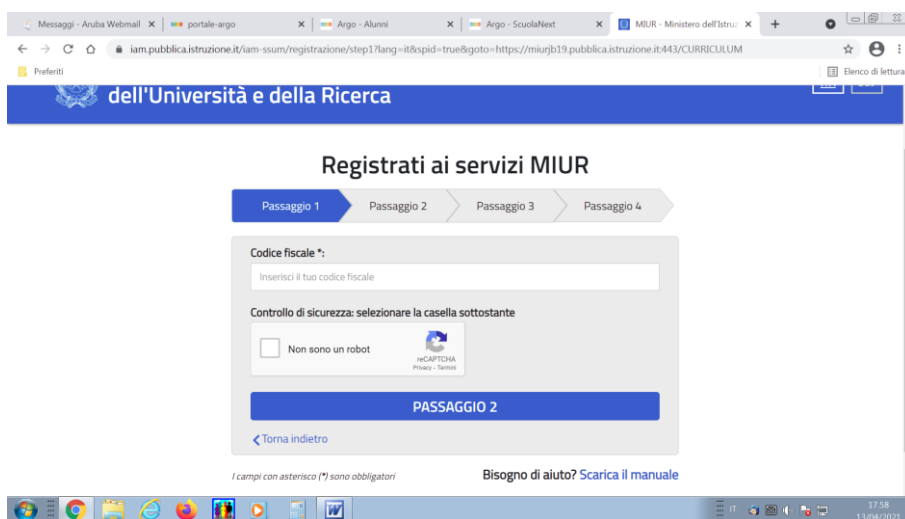 Messaggi - Aruba Webmail
portale-argo
Argo - Alunni
Argo - ScuolaNext
MIUR - Ministero dell'Istruz
iam.pubblica.istruzione.it/iam-ssum/registrazione/step1?lang=it&spid=true&goto=https://miurjb19.pubblica.istruzione.it:443/CURRICULUM
Preferiti
Elenco di lettura
dell'Università e della Ricerca
Registrati ai servizi MIUR
Passaggio 1 Passaggio 2 Passaggio 3 Passaggio 4
Codice fiscale *:
Inserisci il tuo codice fiscale
Controllo di sicurezza: selezionare la casella sottostante
Non sono un robot
reCAPTCHA
Privacy - Termini
PASSAGGIO 2
Torna indietro
I campi con asterisco (*) sono obbligatori
Bisogno di aiuto? Scarica il manuale
IT
17.58
13/04/2021